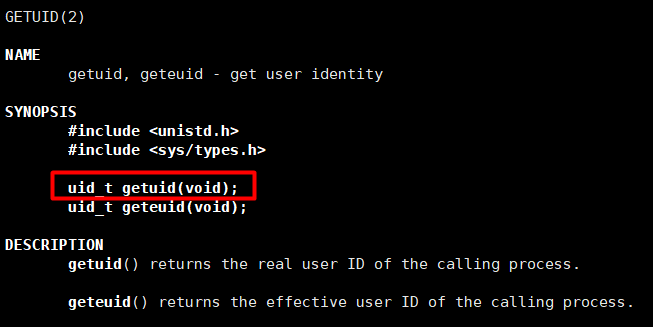 GETUID(2)
NAME
getuid, geteuid - get user identity
SYNOPSIS
#include <unistd.h>
#include <sys/types.h>
uid_t getuid(void);
uid_t geteuid(void);
DESCRIPTION
getuid() returns the real user ID of the calling process.
geteuid() returns the effective user ID of the calling process.